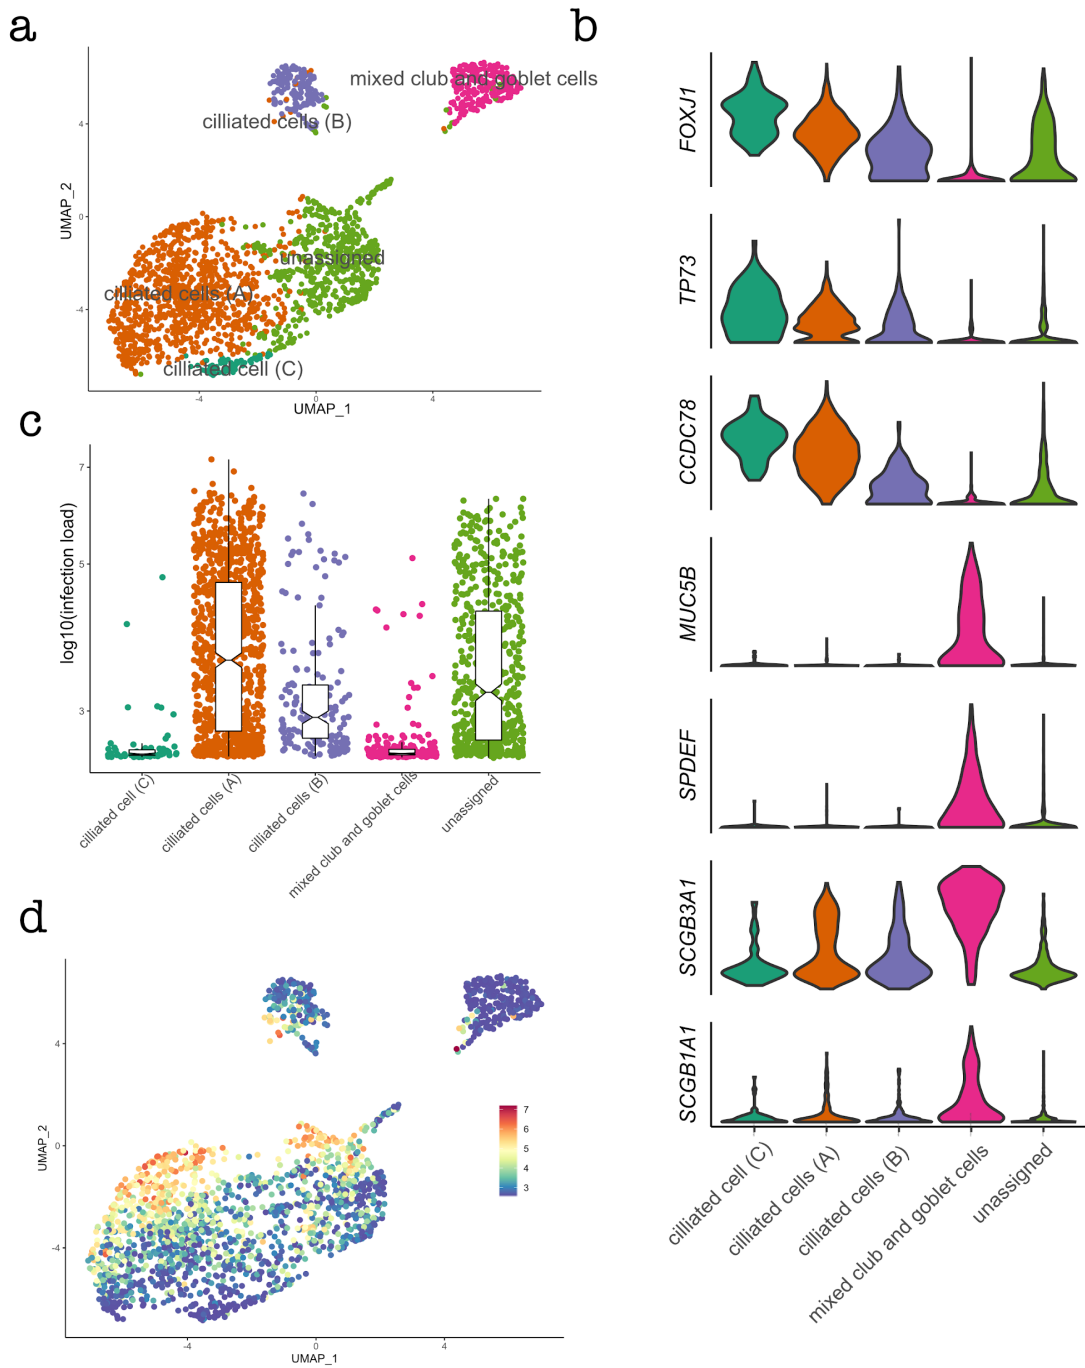 a
mixed club and goblet cells
cilliated cells (B)
unassigned
cilliated cells (A)
cilliated cell (C)
4
0
-4
UMAP_2
-4
0
4
UMAP_1
b
FOXJ1
TP73
CCDC78
MUC5B
SPDEF
SCGB3A1
SCGB1A1
cilliated cell (C)
cilliated cells (A)
cilliated cells (B)
mixed club and goblet cells
unassigned
c
log10(infection load)
7
5
3
cilliated cell (C)
cilliated cells (A)
cilliated cells (B)
mixed club and goblet cells
unassigned
d
UMAP_2
4
0
-4
7
6
5
4
3
-4
0
4
UMAP_1